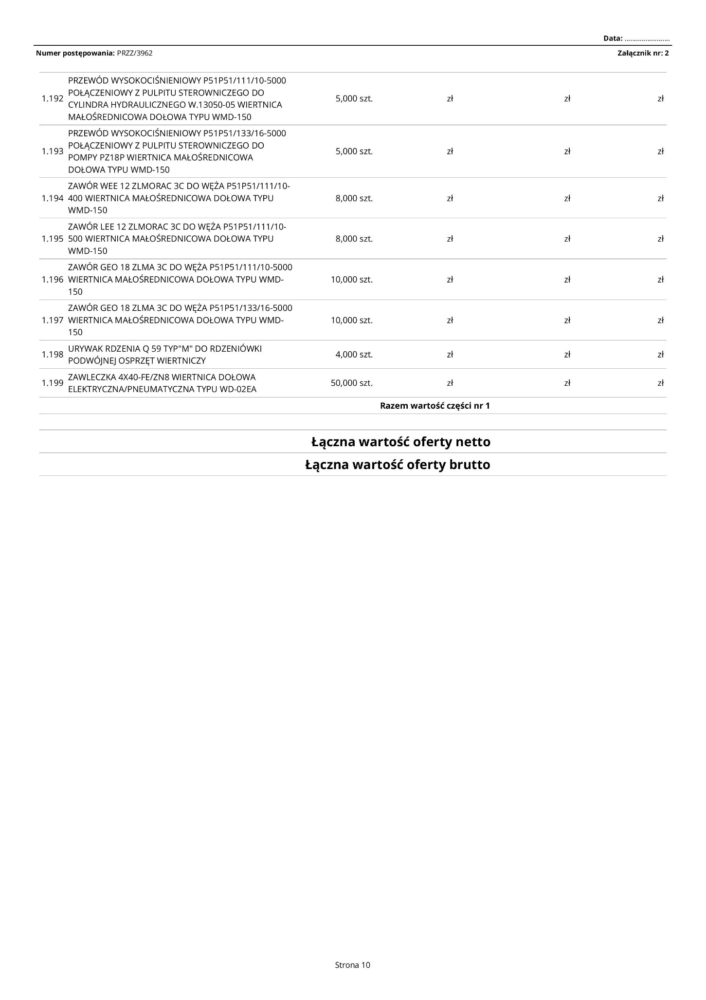 Data: ........................
Numer postępowania: PRZZ/3962 Załącznik nr: 2
PRZEWÓD WYSOKOCIŚNIENIOWY P51P51/111/10-5000
POŁĄCZENIOWY Z PULPITU STEROWNICZEGO DO
1.192 5,000 szt. zł zł zł
CYLINDRA HYDRAULICZNEGO W.13050-05 WIERTNICA
MAŁOŚREDNICOWA DOŁOWA TYPU WMD-150
PRZEWÓD WYSOKOCIŚNIENIOWY P51P51/133/16-5000
POŁĄCZENIOWY Z PULPITU STEROWNICZEGO DO
1.193 5,000 szt. zł zł zł
POMPY PZ18P WIERTNICA MAŁOŚREDNICOWA
DOŁOWA TYPU WMD-150
ZAWÓR WEE 12 ZLMORAC 3C DO WĘŻA P51P51/111/10-
1.194 400 WIERTNICA MAŁOŚREDNICOWA DOŁOWA TYPU 8,000 szt. zł zł zł
WMD-150
ZAWÓR LEE 12 ZLMORAC 3C DO WĘŻA P51P51/111/10-
1.195 500 WIERTNICA MAŁOŚREDNICOWA DOŁOWA TYPU 8,000 szt. zł zł zł
WMD-150
ZAWÓR GEO 18 ZLMA 3C DO WĘŻA P51P51/111/10-5000
1.196 WIERTNICA MAŁOŚREDNICOWA DOŁOWA TYPU WMD- 10,000 szt. zł zł zł
150
ZAWÓR GEO 18 ZLMA 3C DO WĘŻA P51P51/133/16-5000
1.197 WIERTNICA MAŁOŚREDNICOWA DOŁOWA TYPU WMD- 10,000 szt. zł zł zł
150
URYWAK RDZENIA Q 59 TYP"M" DO RDZENIÓWKI
1.198 4,000 szt. zł zł zł
PODWÓJNEJ OSPRZĘT WIERTNICZY
ZAWLECZKA 4X40-FE/ZN8 WIERTNICA DOŁOWA
1.199 50,000 szt. zł zł zł
ELEKTRYCZNA/PNEUMATYCZNA TYPU WD-02EA
Razem wartość części nr 1
Łączna wartość oferty netto
Łączna wartość oferty brutto
Strona 10